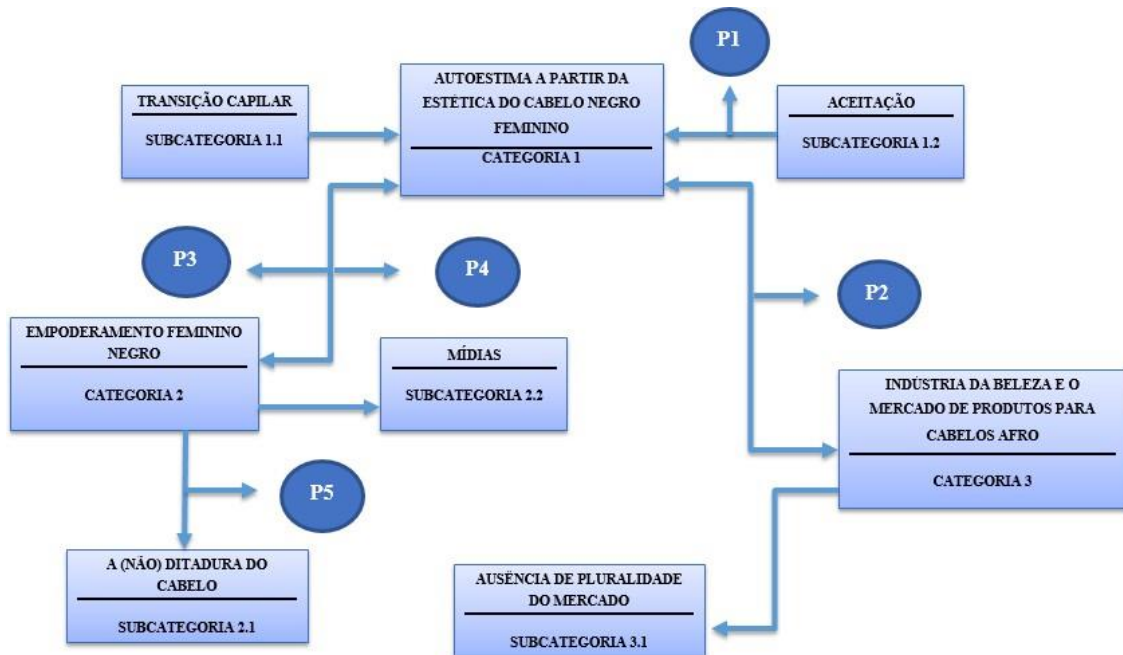 P1
TRANSIÇÃO CAPILAR
SUBCATEGORIA 1.1
AUTOESTIMA A PARTIR DA
ESTÉTICA DO CABELO NEGRO
FEMININO
CATEGORIA 1
ACEITAÇÃO
SUBCATEGORIA 1.2
P3
P4
P2
EMPODERAMENTO FEMININO
NEGRO
CATEGORIA 2
MÍDIAS
SUBCATEGORIA 2.2
INDÚSTRIA DA BELEZA E O
MERCADO DE PRODUTOS PARA
CABELOS AFRO
CATEGORIA 3
P5
A (NÃO) DITADURA DO
CABELO
SUBCATEGORIA 2.1
AUSÊNCIA DE PLURALIDADE
DO MERCADO
SUBCATEGORIA 3.1